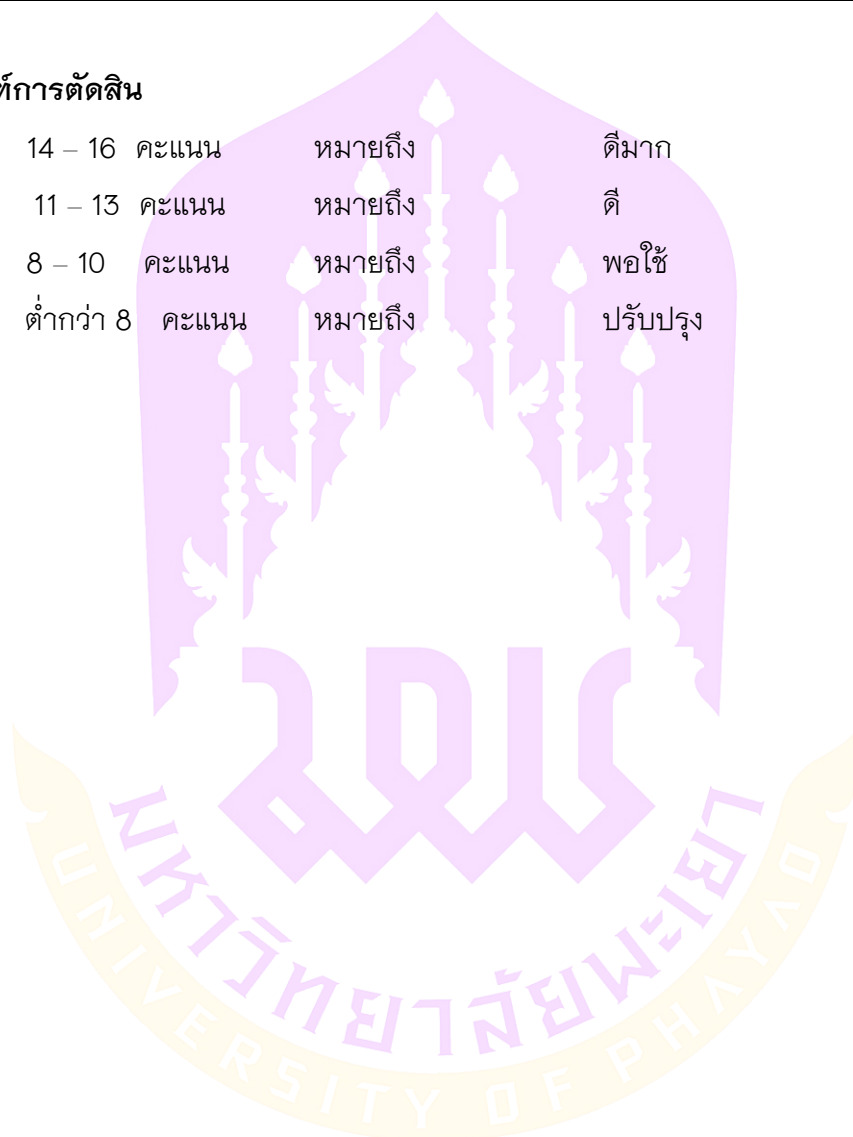 ฑ์การตัดสิน
14 – 16 คะแนน หมายถึง ดีมาก
11 – 13 คะแนน หมายถึง ดี
8 – 10 คะแนน หมายถึง พอใช้
ต่ำกว่า 8 คะแนน หมายถึง ปรับปรุง
มหาวิทยาลัยพะเยา
UNIVERSITY OF PHAYAO